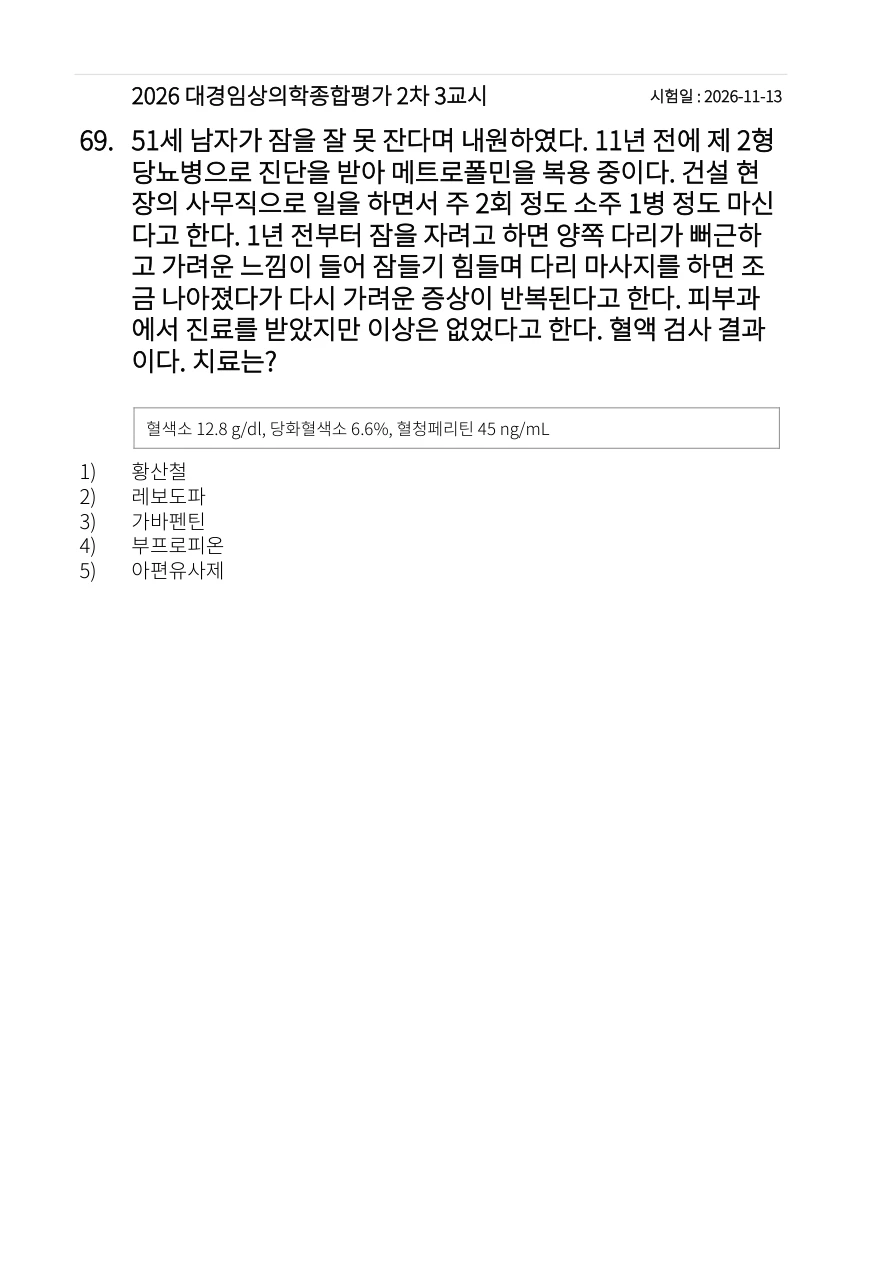 2026 대경임상의학종합평가 2차 3교시
시험일 : 2026-11-13
69. 51세 남자가 잠을 잘 못 잔다며 내원하였다. 11년 전에 제 2형
당뇨병으로 진단을 받아 메트로폴민을 복용 중이다. 건설 현
장의 사무직으로 일을 하면서 주 2회 정도 소주 1병 정도 마신
다고 한다. 1년 전부터 잠을 자려고 하면 양쪽 다리가 뻐근하
고 가려운 느낌이 들어 잠들기 힘들며 다리 마사지를 하면 조
금 나아졌다가 다시 가려운 증상이 반복된다고 한다. 피부과
에서 진료를 받았지만 이상은 없었다고 한다. 혈액 검사 결과
이다. 치료는?
혈색소 12.8 g/dl, 당화혈색소 6.6%, 혈청페리틴 45 ng/mL
1) 황산철
2) 레보도파
3) 가바펜틴
4) 부프로피온
5) 아편유사제